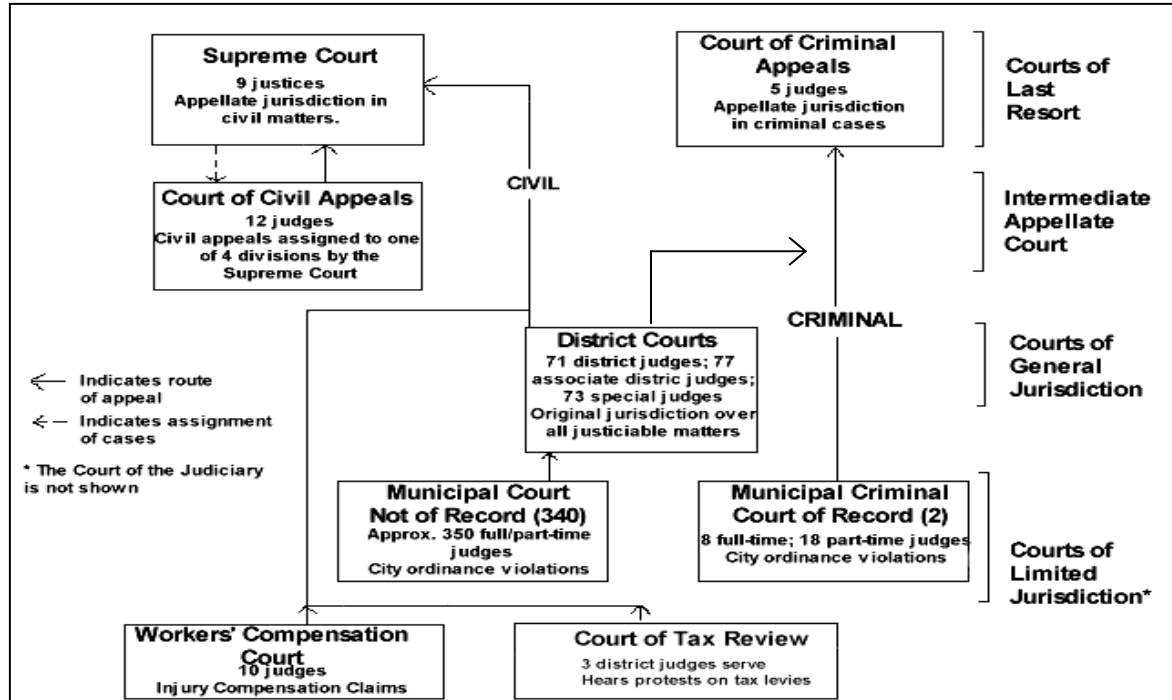 Supreme Court
9 justices
Appellate jurisdiction in
civil matters.
Court of Criminal
Appeals
5 judges
Appellate jurisdiction
in criminal cases
Courts of
Last
Resort
CIVIL
Court of Civil Appeals
12 judges
Civil appeals assigned to one
of 4 divisions by the
Supreme Court
Intermediate
Appellate
Court
CRIMINAL
District Courts
71 district judges; 77
associate distric judges;
73 special judges
Original jurisdiction over
all justiciable matters
Courts of
General
Jurisdiction
Indicates route
of appeal
Indicates assignment
of cases
* The Court of the Judiciary
is not shown
Municipal Court
Not of Record (340)
Approx. 350 full/part-time
judges
City ordinance violations
Municipal Criminal
Court of Record (2)
8 full-time; 18 part-time judges
City ordinance violations
Courts of
Limited
Jurisdiction*
Workers' Compensation
Court
10 judges
Injury Compensation Claims
Court of Tax Review
3 district judges serve
Hears protests on tax levies